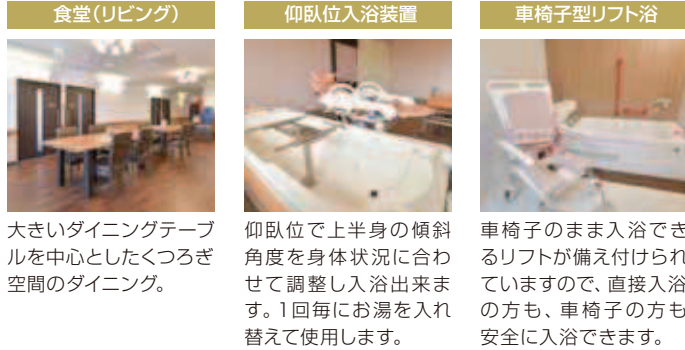 食堂（リビング）
大きいダイニングテーブ
ルを中心としたくつろぎ
空間のダイニング。
仰臥位入浴装置
仰臥位で上半身の傾斜
角度を身体状況に合わ
せて調整し入浴出来ま
す。1回毎にお湯を入れ
替えて使用します。
車椅子型リフト浴
車椅子のまま入浴でき
るリフトが備え付けられ
ていますので、直接入浴
の方も、車椅子の方も
安全に入浴できます。